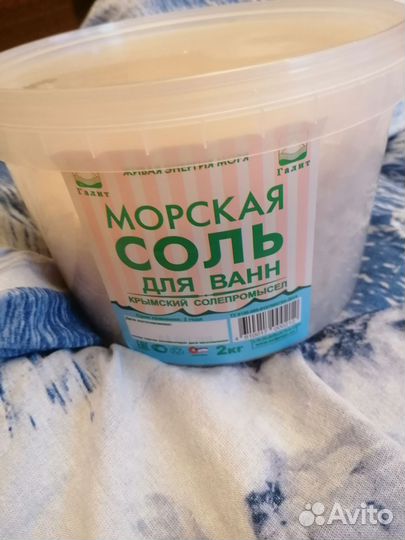 ЖИВАЯ ЭНЕРГИЯ МОРЯ
Галит
Галит
МОРСКАЯ
СОЛЬ
ДЛЯ ВАНН
КРЫМСКИЙ СОЛЕПРОМЫСЕЛ
2кг
Avito